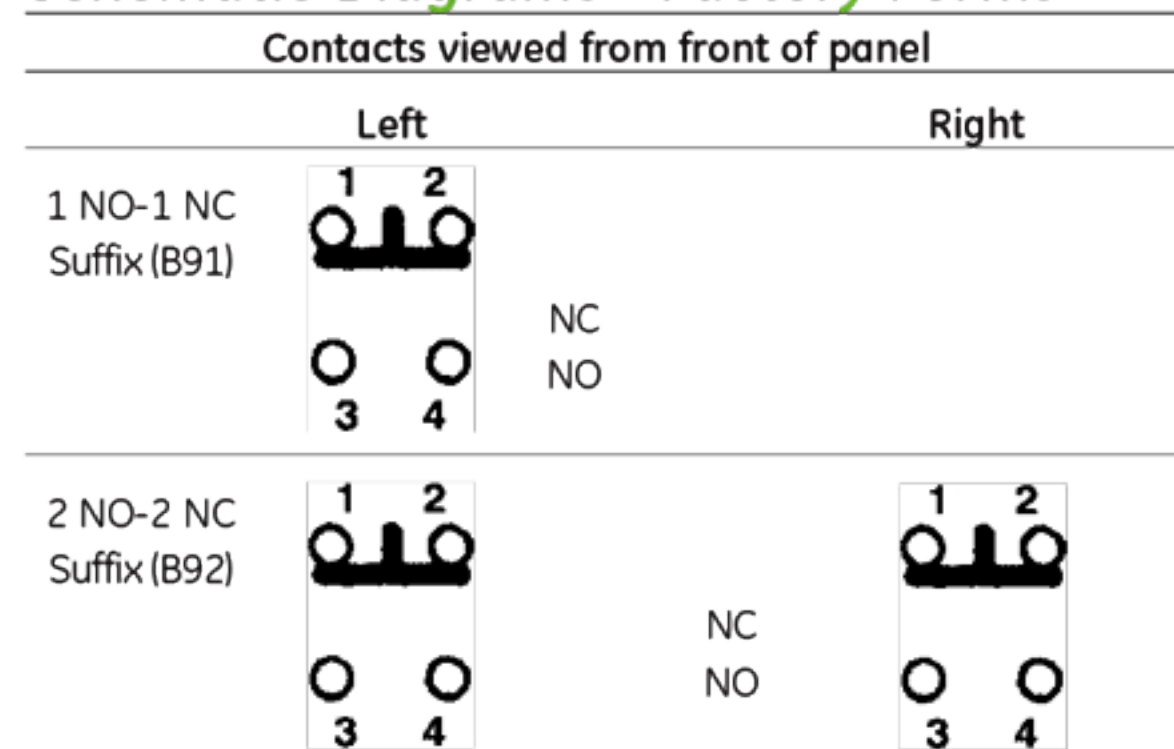 Contacts viewed from front of panel
Left Right
1 NO-1 NC
Suffix (B91)
1 2
NC
NO
3 4
2 NO-2 NC
Suffix (B92)
1 2
1 2
NC
NO
3 4
3 4